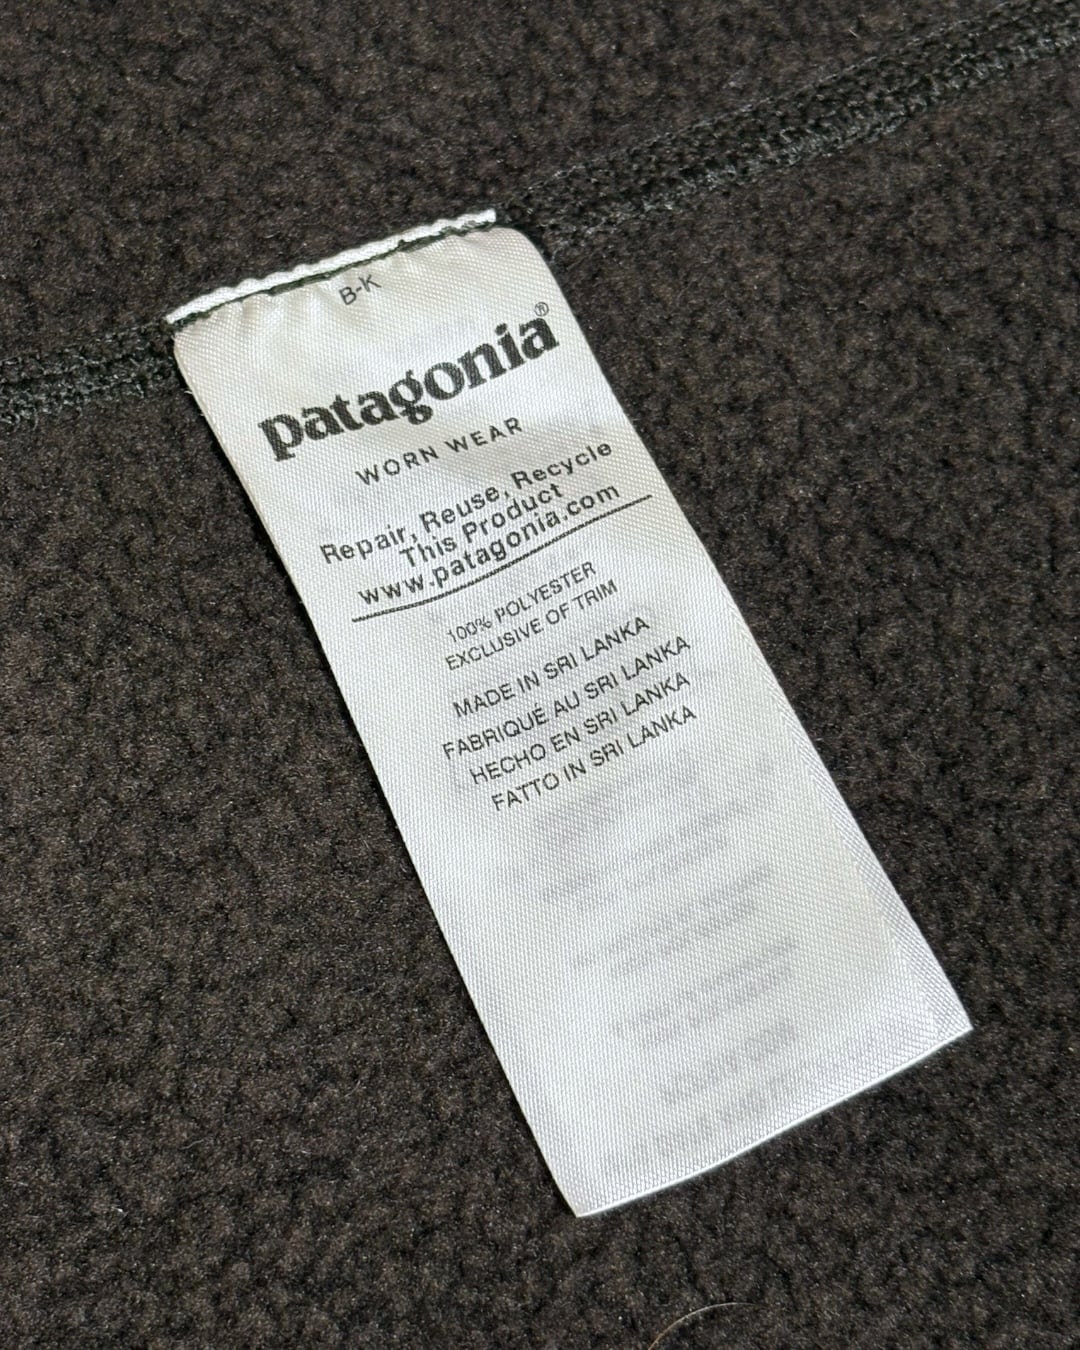 B-K
patagonia®
WORN WEAR
Repair, Reuse, Recycle
This Product
www.patagonia.com
100% POLYESTER
EXCLUSIVE OF TRIM
MADE IN SRI LANKA
FABRIQUÉ AU SRI LANKA
HECHO EN SRI LANKA
FATTO IN SRI LANKA